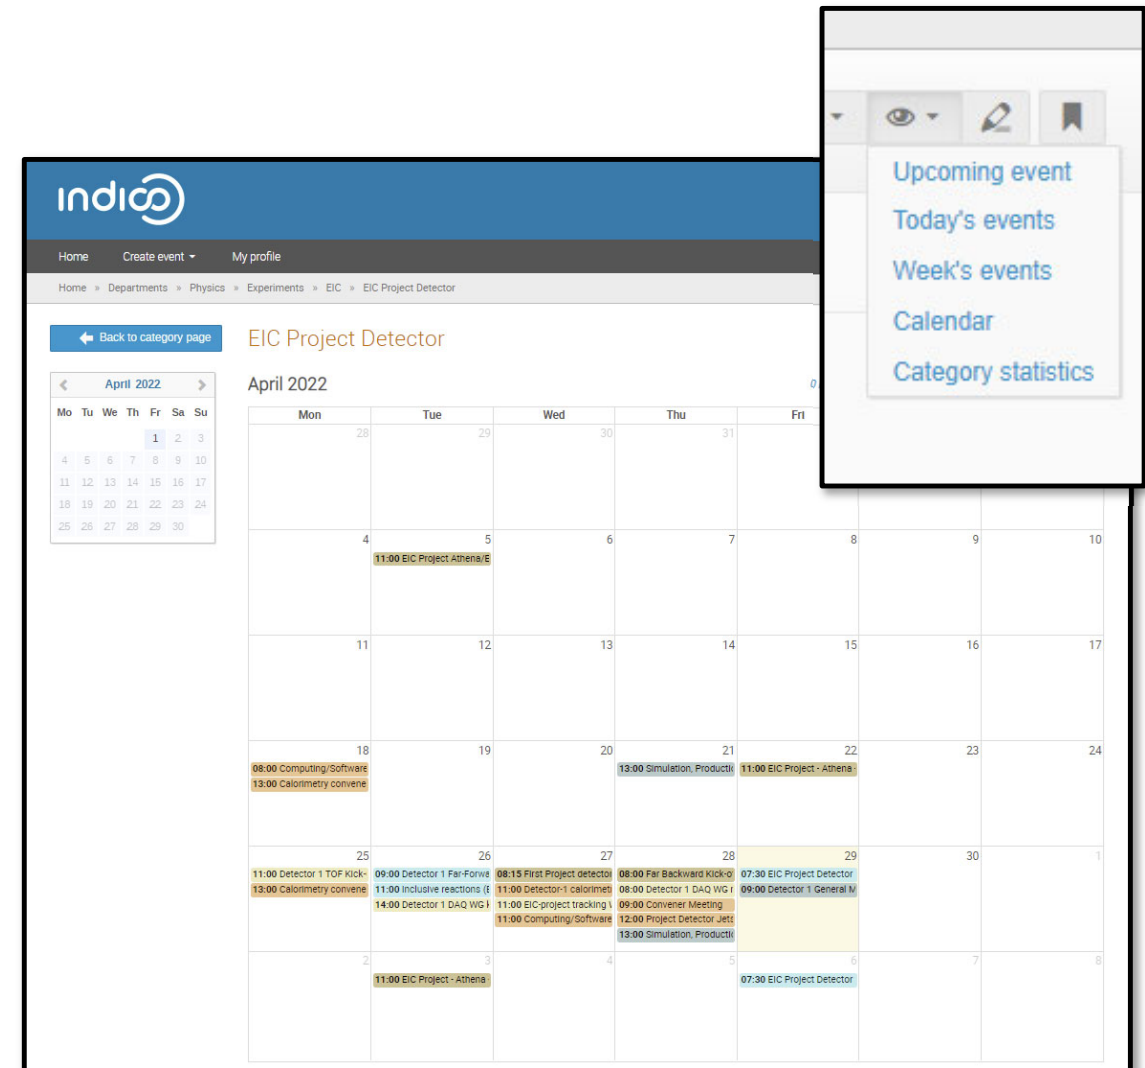 Upcoming event
Today's events
Week's events
Calendar
Category statistics
indico
Home Create event My profile
Home » Departments » Physics » Experiments » EIC » EIC Project Detector
Back to category page
EIC Project Detector
April 2022
Mo Tu We Th Fr Sa Su
1 2 3
4 5 6 7 8 9 10
11 12 13 14 15 16 17
18 19 20 21 22 23 24
25 26 27 28 29 30
April 2022
0
Mon Tue Wed Thu Fri
28 29 30 31
4 5 6 7 8 9 10
11:00 EIC Project Athena/E
11 12 13 14 15 16 17
18 19 20 21 22 23 24
08:00 Computing/Software 13:00 Simulation, Producti 11:00 EIC Project - Athena -
13:00 Calorimetry convene
25 26 27 28 29 30 1
11:00 Detector 1 TOF Kick- 09:00 Detector 1 Far-Forwa 08:15 First Project detector 08:00 Far Backward Kick-o 07:30 EIC Project Detector
13:00 Calorimetry convene 11:00 Inclusive reactions (E 11:00 Detector-1 calorimet 08:00 Detector 1 DAQ WG 09:00 Detector 1 General M
14:00 Detector 1 DAQ WG 11:00 EIC-project tracking 09:00 Convener Meeting
11:00 Computing/Software 12:00 Project Detector Jets
13:00 Simulation, Producti
2 3 4 5 6 7 8
11:00 EIC Project - Athena 07:30 EIC Project Detector